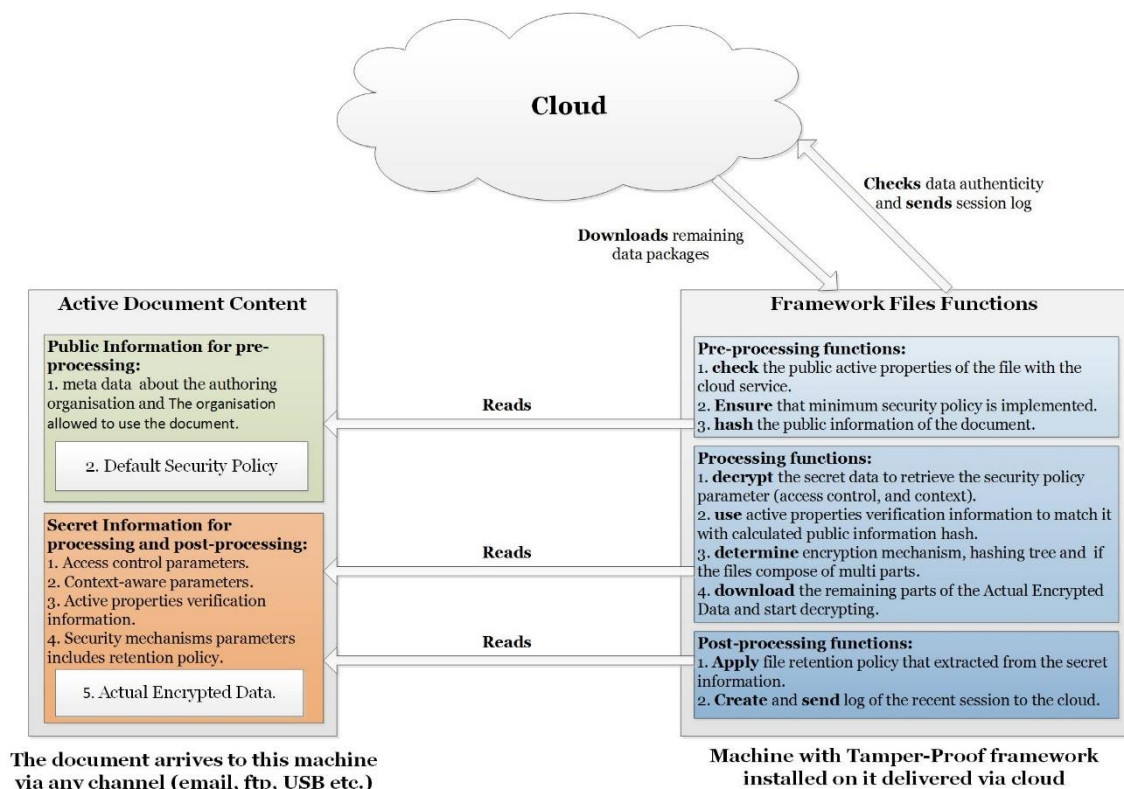 Cloud
Checks data authenticity
and sends session log
Downloads remaining
data packages
Active Document Content
Public Information for pre-
processing:
1. meta data about the authoring
organisation and The organisation
allowed to use the document.
2. Default Security Policy
Secret Information for
processing and post-processing:
1. Access control parameters.
2. Context-aware parameters.
3. Active properties verification
information.
4. Security mechanisms parameters
includes retention policy.
5. Actual Encrypted Data.
The document arrives to this machine
via any channel (email, ftp, USB etc.)
Reads
Reads
Reads
Framework Files Functions
Pre-processing functions:
1. check the public active properties of the file with the
cloud service.
2. Ensure that minimum security policy is implemented.
3. hash the public information of the document.
Processing functions:
1. decrypt the secret data to retrieve the security policy
parameter (access control, and context).
2. use active properties verification information to match it
with calculated public information hash.
3. determine encryption mechanism, hashing tree and if
the files compose of multi parts.
4. download the remaining parts of the Actual Encrypted
Data and start decrypting.
Post-processing functions:
1. Apply file retention policy that extracted from the secret
information.
2. Create and send log of the recent session to the cloud.
Machine with Tamper-Proof framework
installed on it delivered via cloud